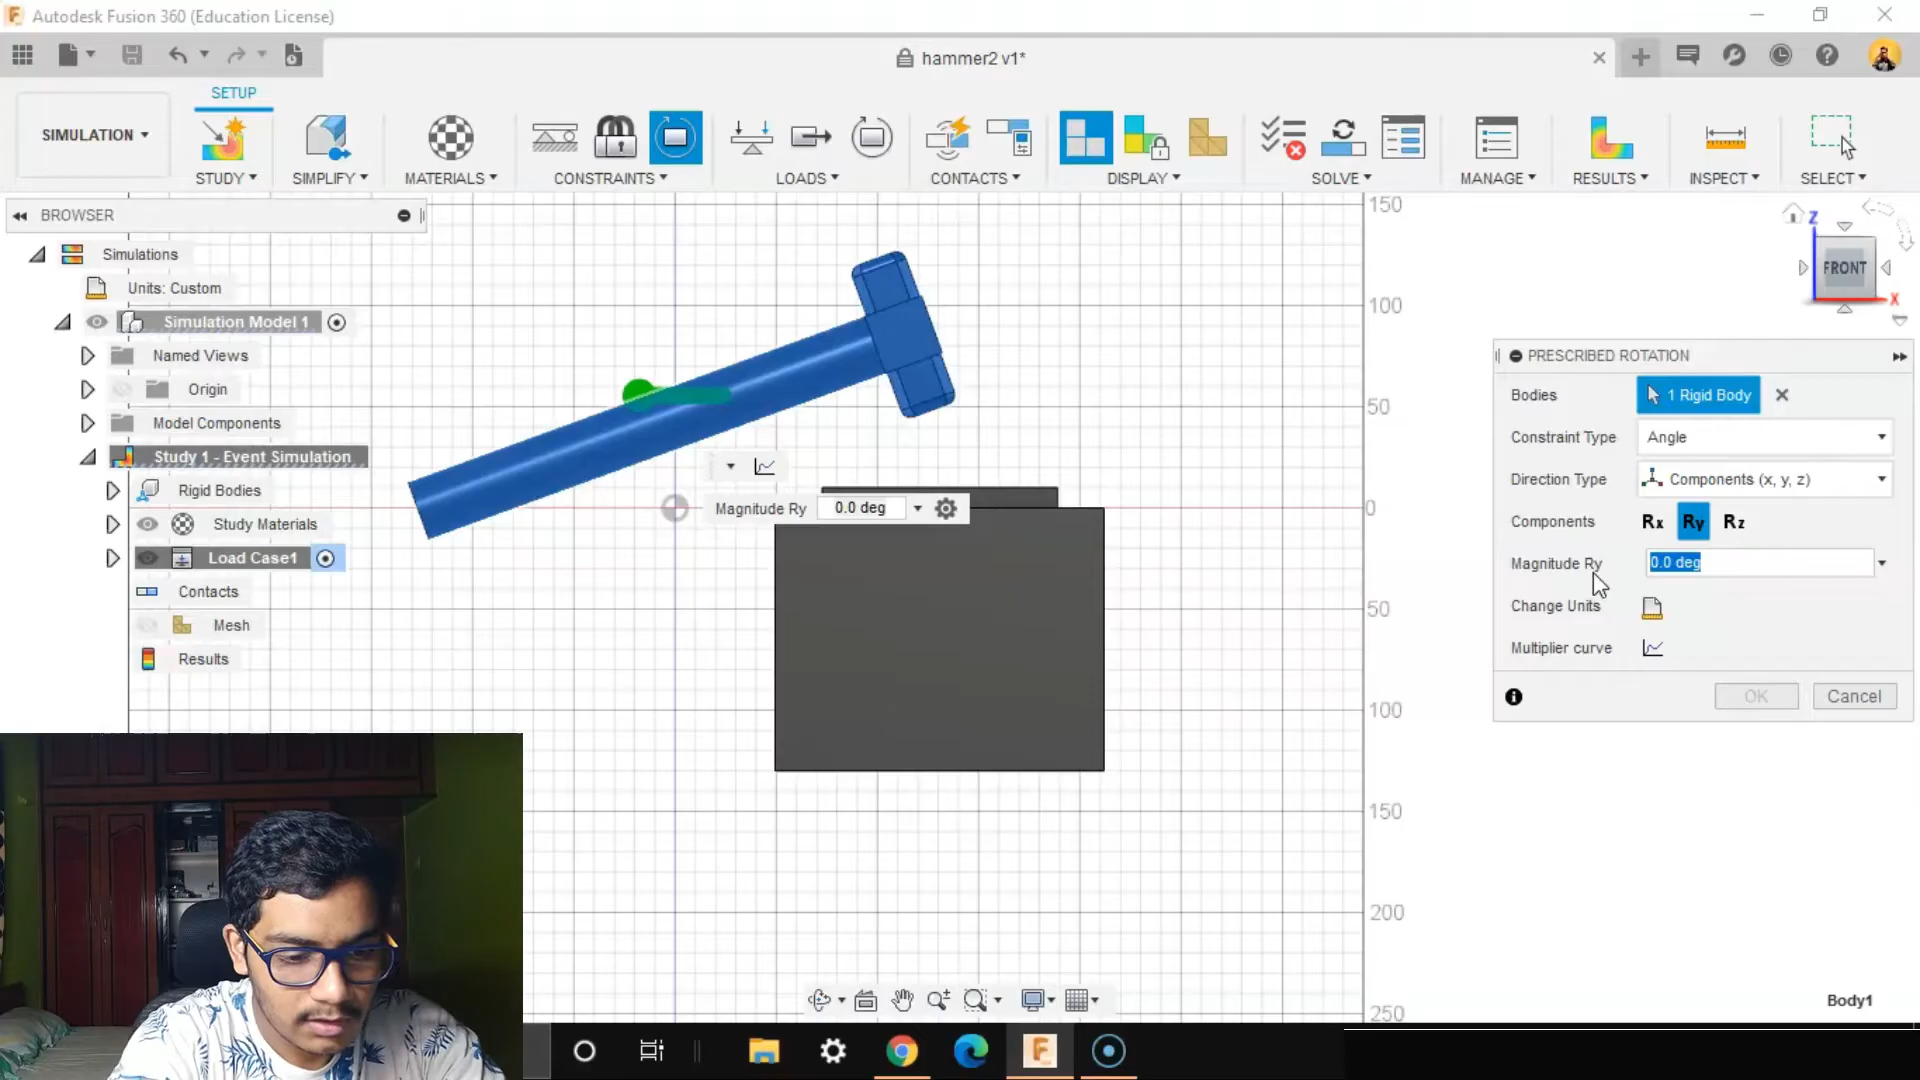 Autodesk Fusion 360 (Education License)
hammer2 v1*
SETUP
SIMULATION
STUDY
SIMPLIFY
MATERIALS
CONSTRAINTS
LOADS
CONTACTS
DISPLAY
SOLVE
MANAGE
RESULTS
INSPECT
SELECT
BROWSER
Simulations
Units: Custom
Simulation Model 1
Named Views
Origin
Model Components
Study 1 - Event Simulation
Rigid Bodies
Study Materials
Load Case1
Contacts
Mesh
Results
150
100
50
0
50
100
150
200
250
Magnitude Ry 0.0 deg
Z
FRONT
X
PRESCRIBED ROTATION
Bodies 1 Rigid Body
Constraint Type Angle
Direction Type Components (x, y, z)
Components Rx Ry Rz
Magnitude Ry 0.0 deg
Change Units
Multiplier curve
OK Cancel
Body1